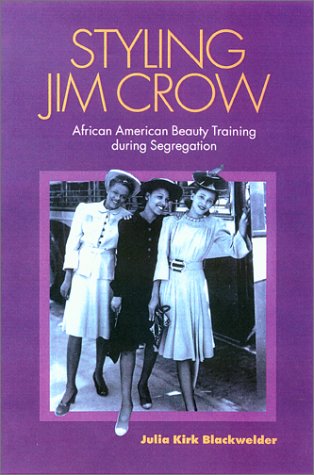 STYLING
JIM CROW
African American Beauty Training
during Segregation
Julia Kirk Blackwelder